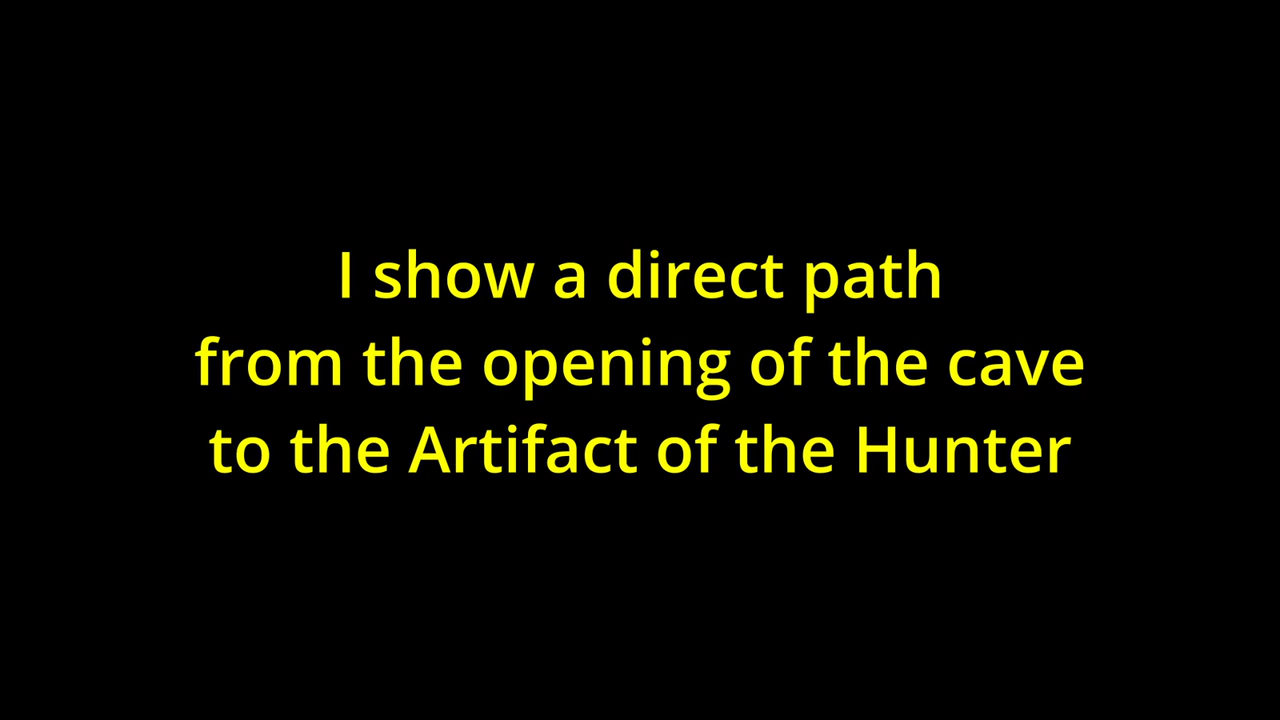 I show a direct path
from the opening of the cave
to the Artifact of the Hunter